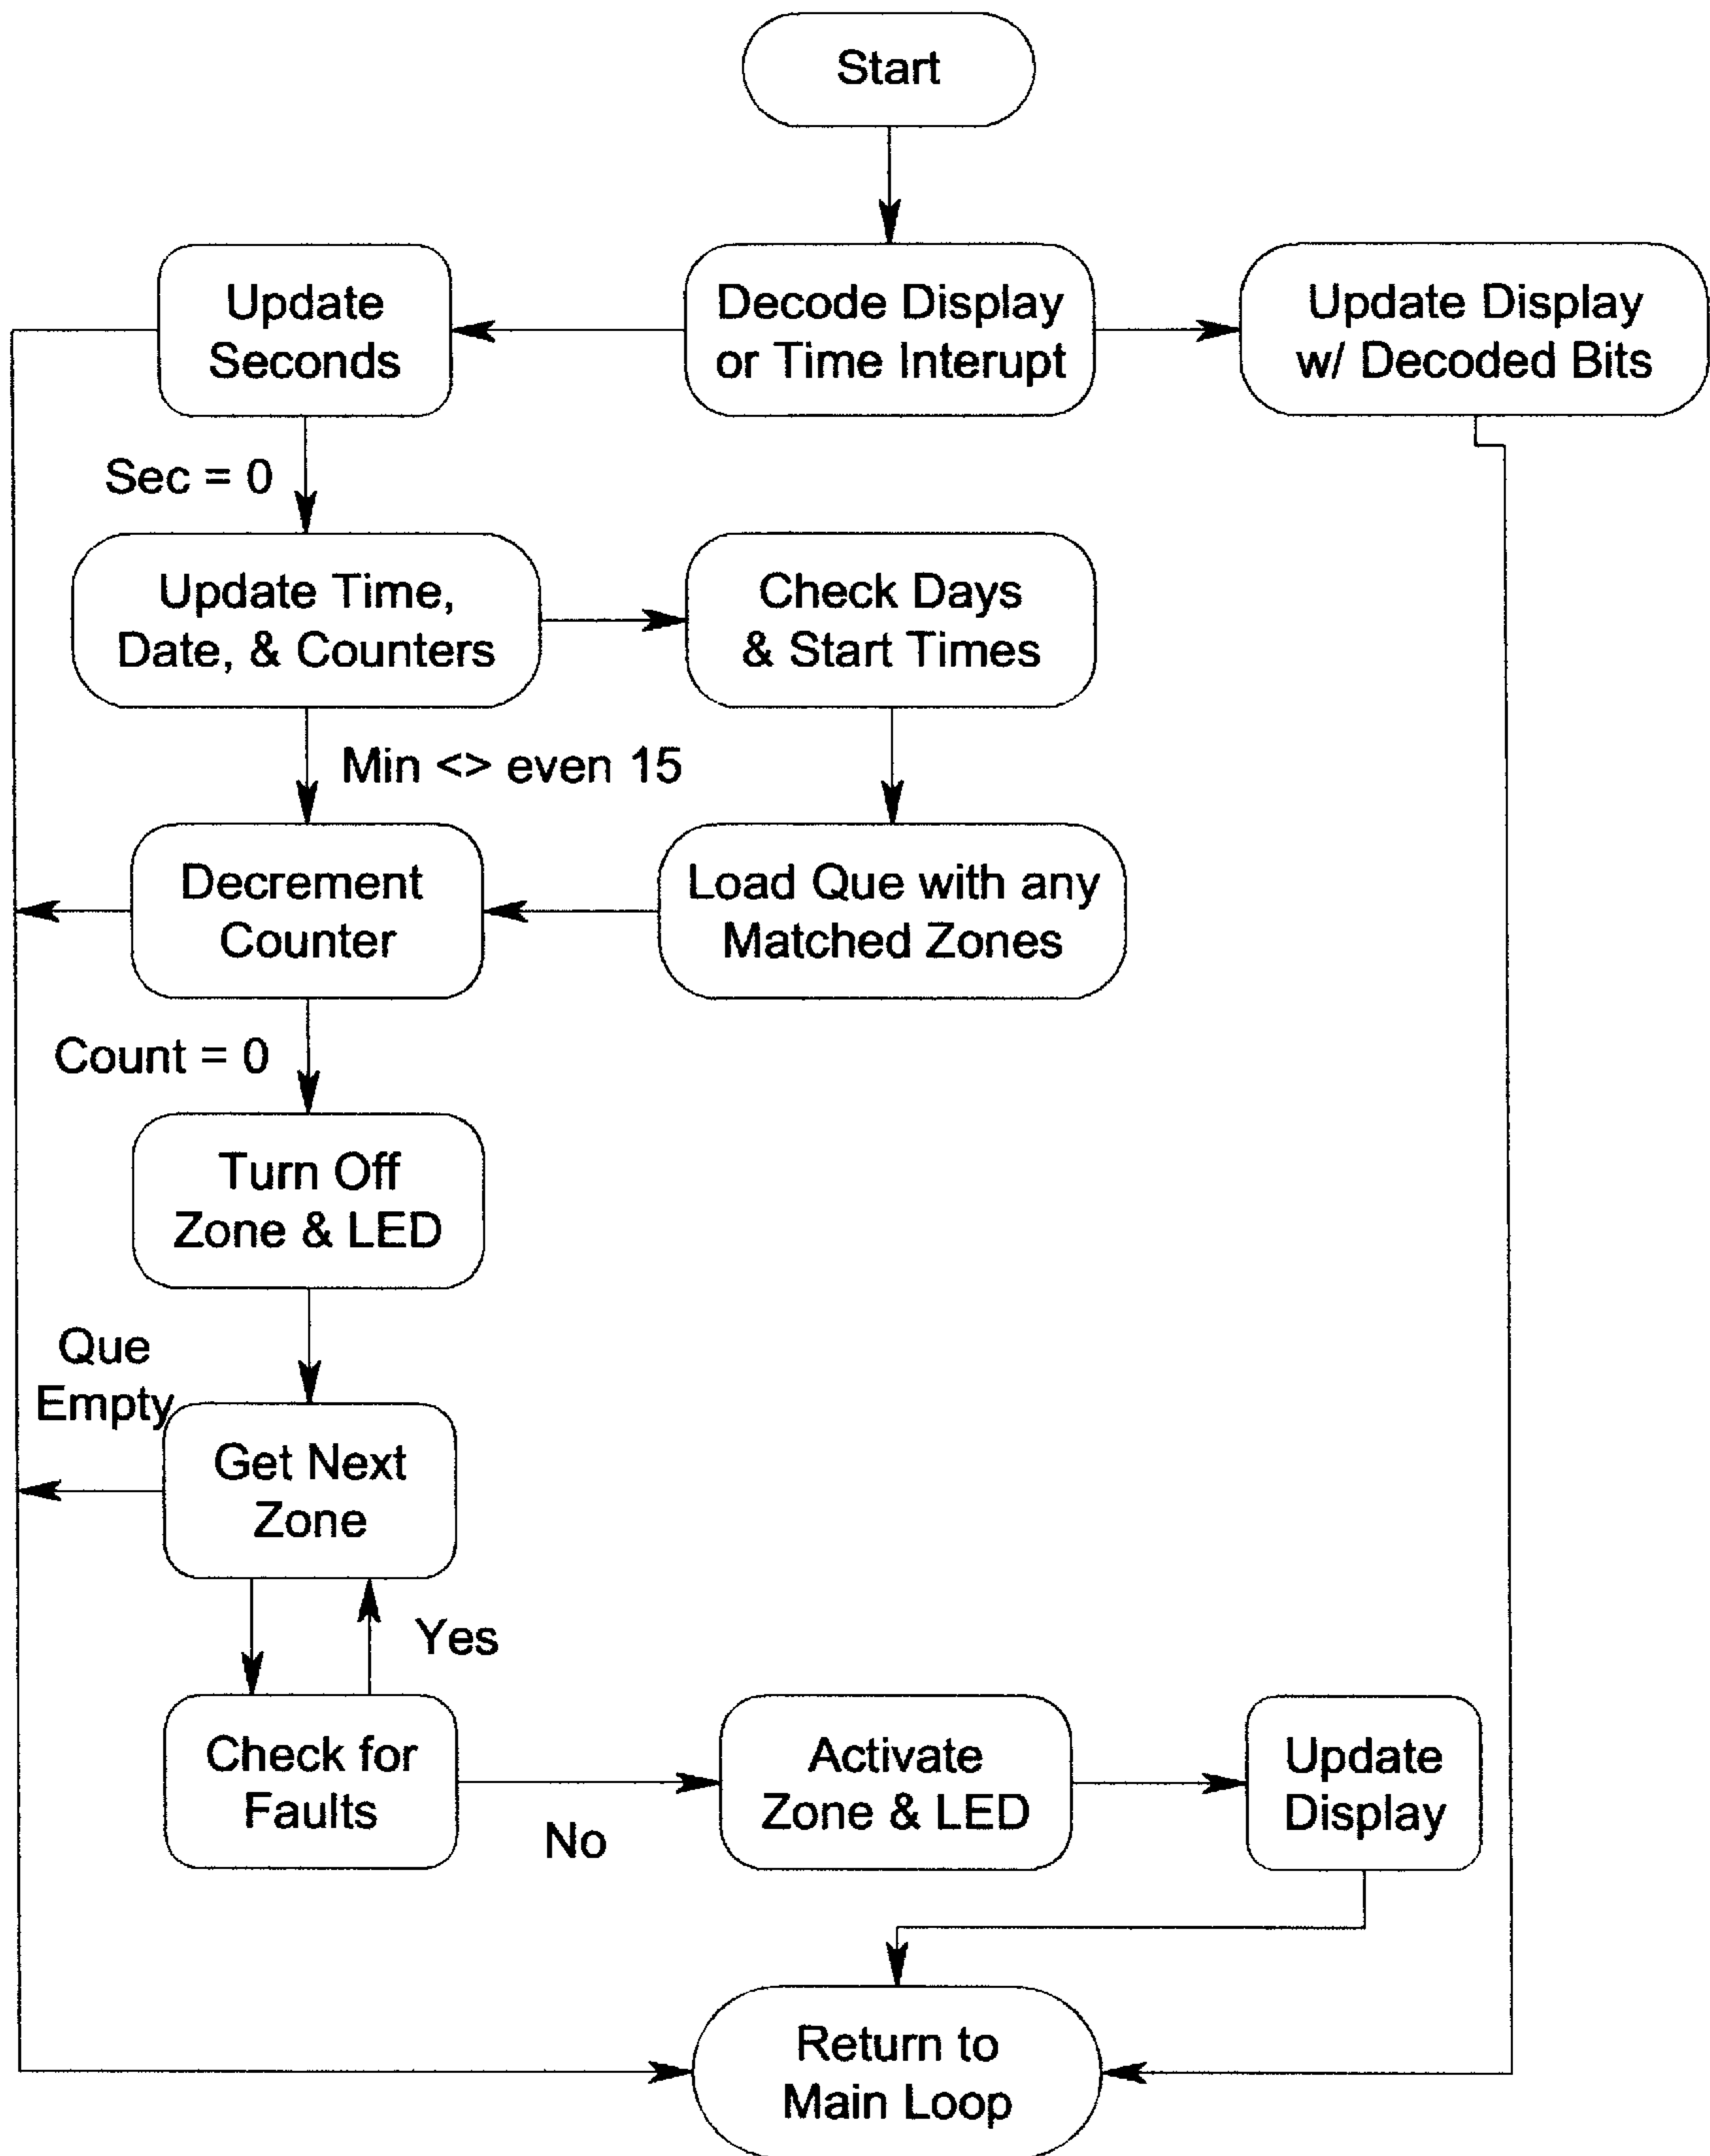 Start
Update
Seconds
Decode Display
or Time Interupt
Update Display
w/ Decoded Bits
Sec = 0
Update Time,
Date, & Counters
Check Days
& Start Times
Min <> even 15
Decrement
Counter
Load Que with any
Matched Zones
Count = 0
Turn Off
Zone & LED
Que
Empty
Get Next
Zone
Yes
Check for
Faults
No
Activate
Zone & LED
Update
Display
Return to
Main Loop